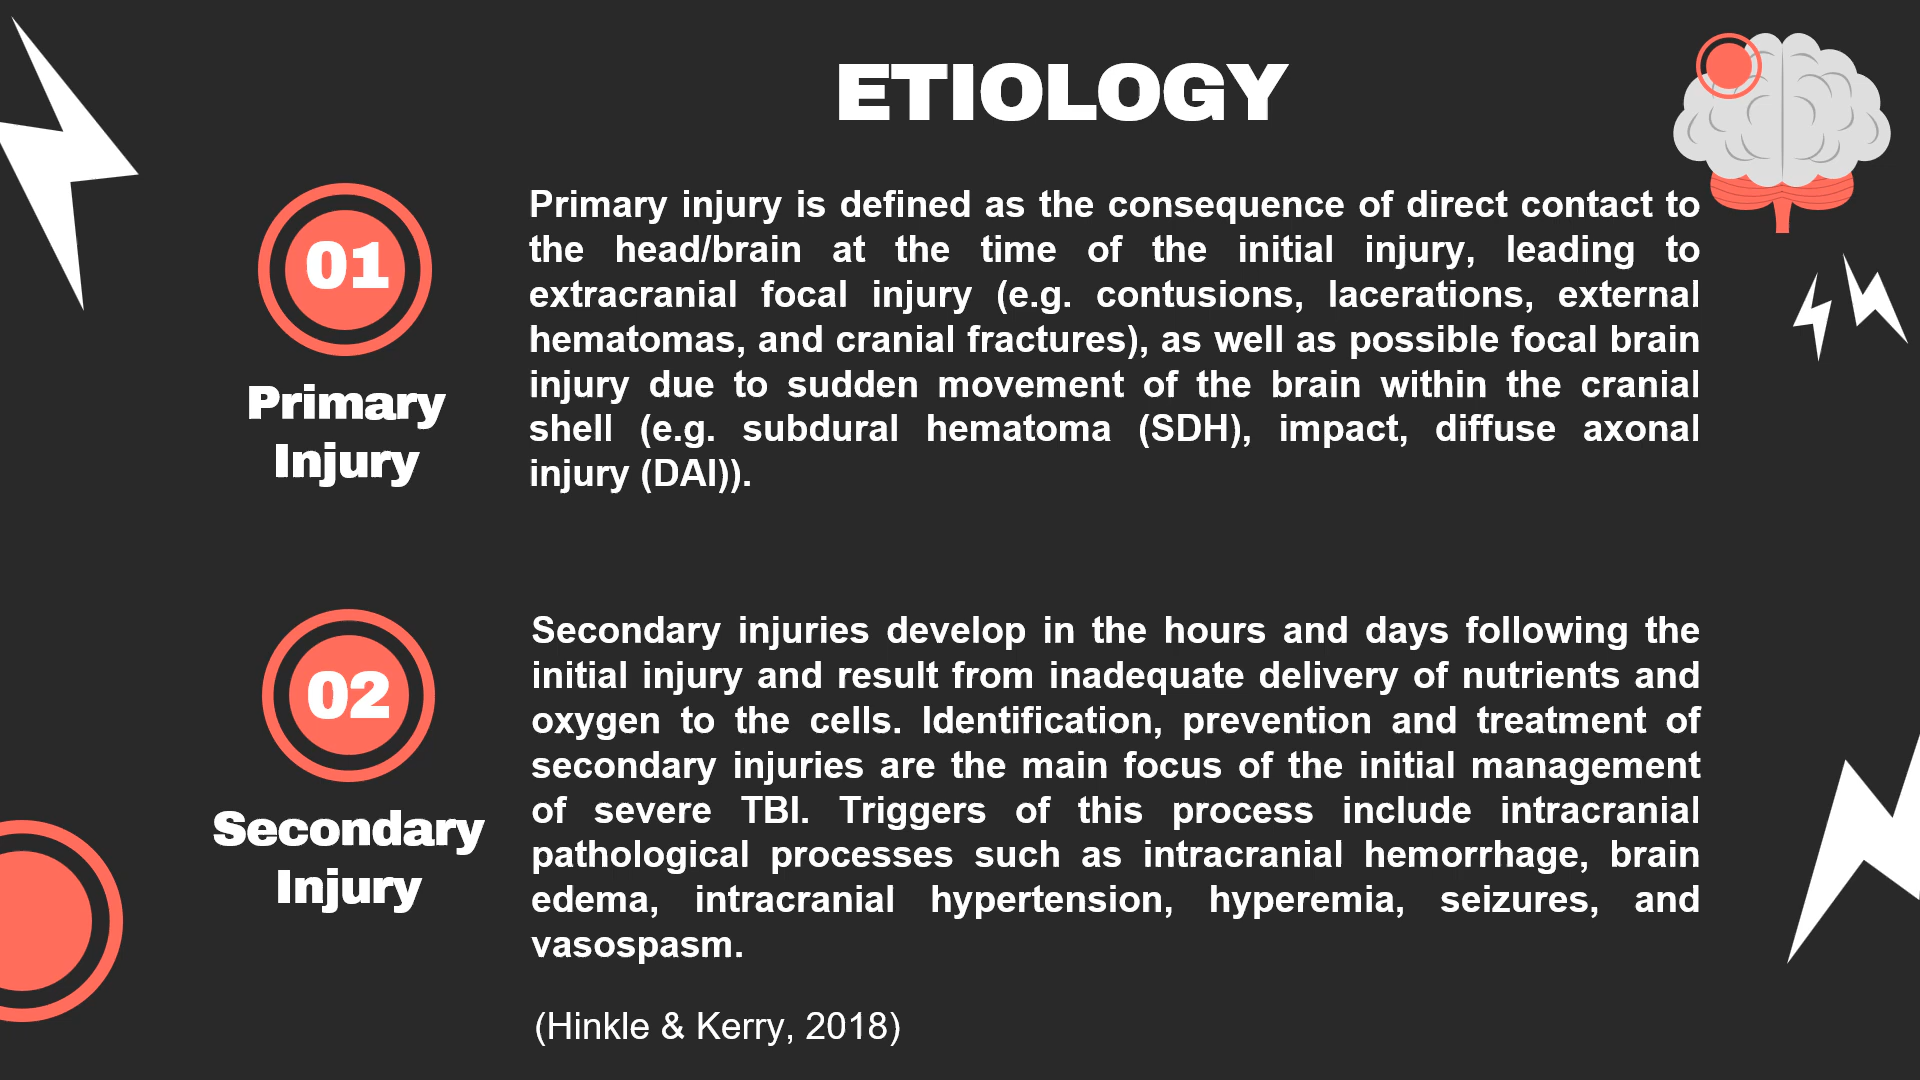 ETIOLOGY
01
Primary
Injury
Primary injury is defined as the consequence of direct contact to
the head/brain at the time of the initial injury, leading to
extracranial focal injury (e.g. contusions, lacerations, external
hematomas, and cranial fractures), as well as possible focal brain
injury due to sudden movement of the brain within the cranial
shell (e.g. subdural hematoma (SDH), impact, diffuse axonal
injury (DAI)).
02
Secondary
Injury
Secondary injuries develop in the hours and days following the
initial injury and result from inadequate delivery of nutrients and
oxygen to the cells. Identification, prevention and treatment of
secondary injuries are the main focus of the initial management
of severe TBI. Triggers of this process include intracranial
pathological processes such as intracranial hemorrhage, brain
edema, intracranial hypertension, hyperemia, seizures, and
vasospasm.
(Hinkle & Kerry, 2018)